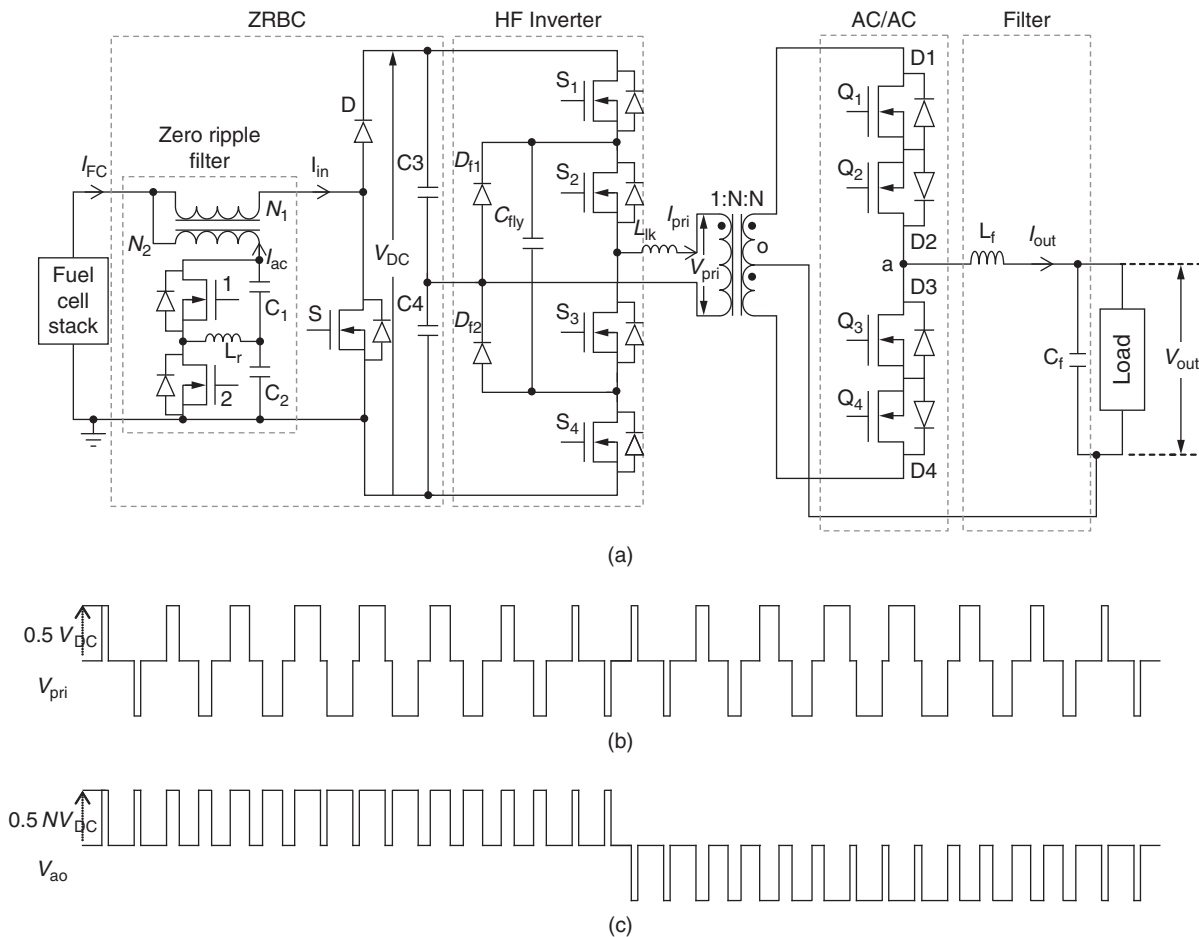 ZRBC
HF Inverter
AC/AC
Filter
Zero ripple
filter
I_FC
N_1
I_in
N_2
I_ac
Fuel
cell
stack
1
C_1
L_r
2
C_2
D
S
V_DC
C3
C4
D_f1
D_f2
C_fly
S_1
S_2
S_3
S_4
L_lk
I_pri
V_pri
1:N:N
o
D1
Q_1
Q_2
D2
a
D3
Q_3
Q_4
D4
L_f
I_out
C_f
Load
V_out
(a)
0.5 V_DC
V_pri
(b)
0.5 NV_DC
V_ao
(c)